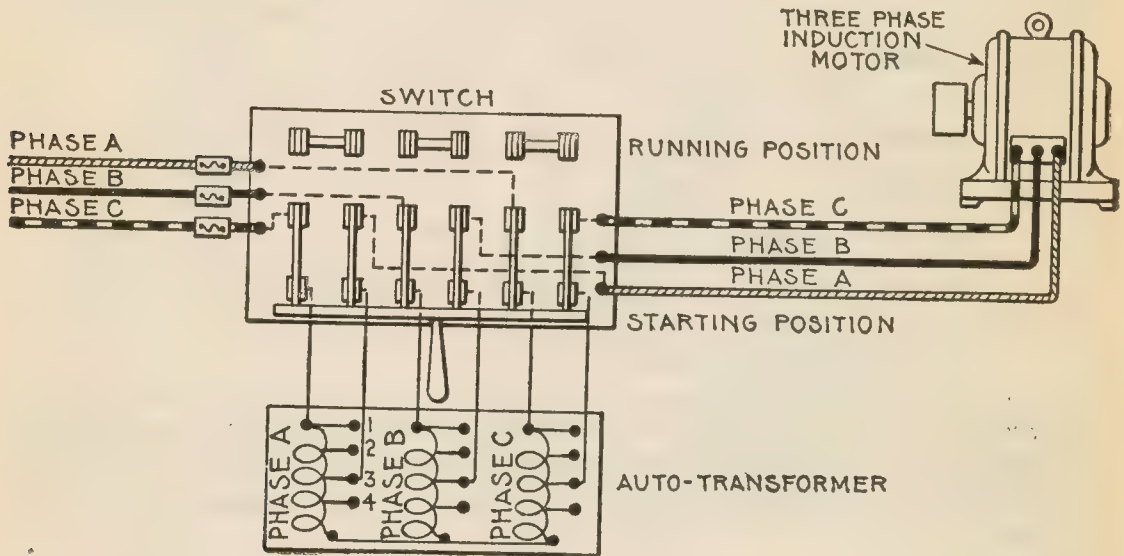 THREE PHASE
INDUCTION
MOTOR
SWITCH
PHASE A
PHASE B
PHASE C
RUNNING POSITION
PHASE C
PHASE B
PHASE A
STARTING POSITION
PHASE A
1
2
3
4
PHASE B
PHASE C
AUTO-TRANSFORMER